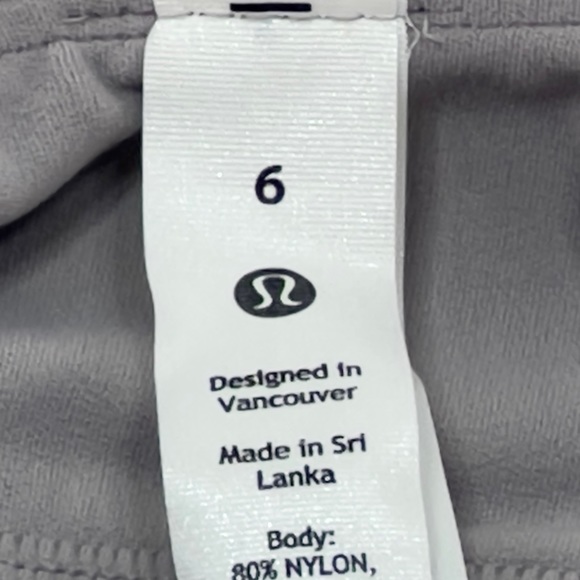 6
Designed in
Vancouver
Made in Sri
Lanka
Body:
80% NYLON,